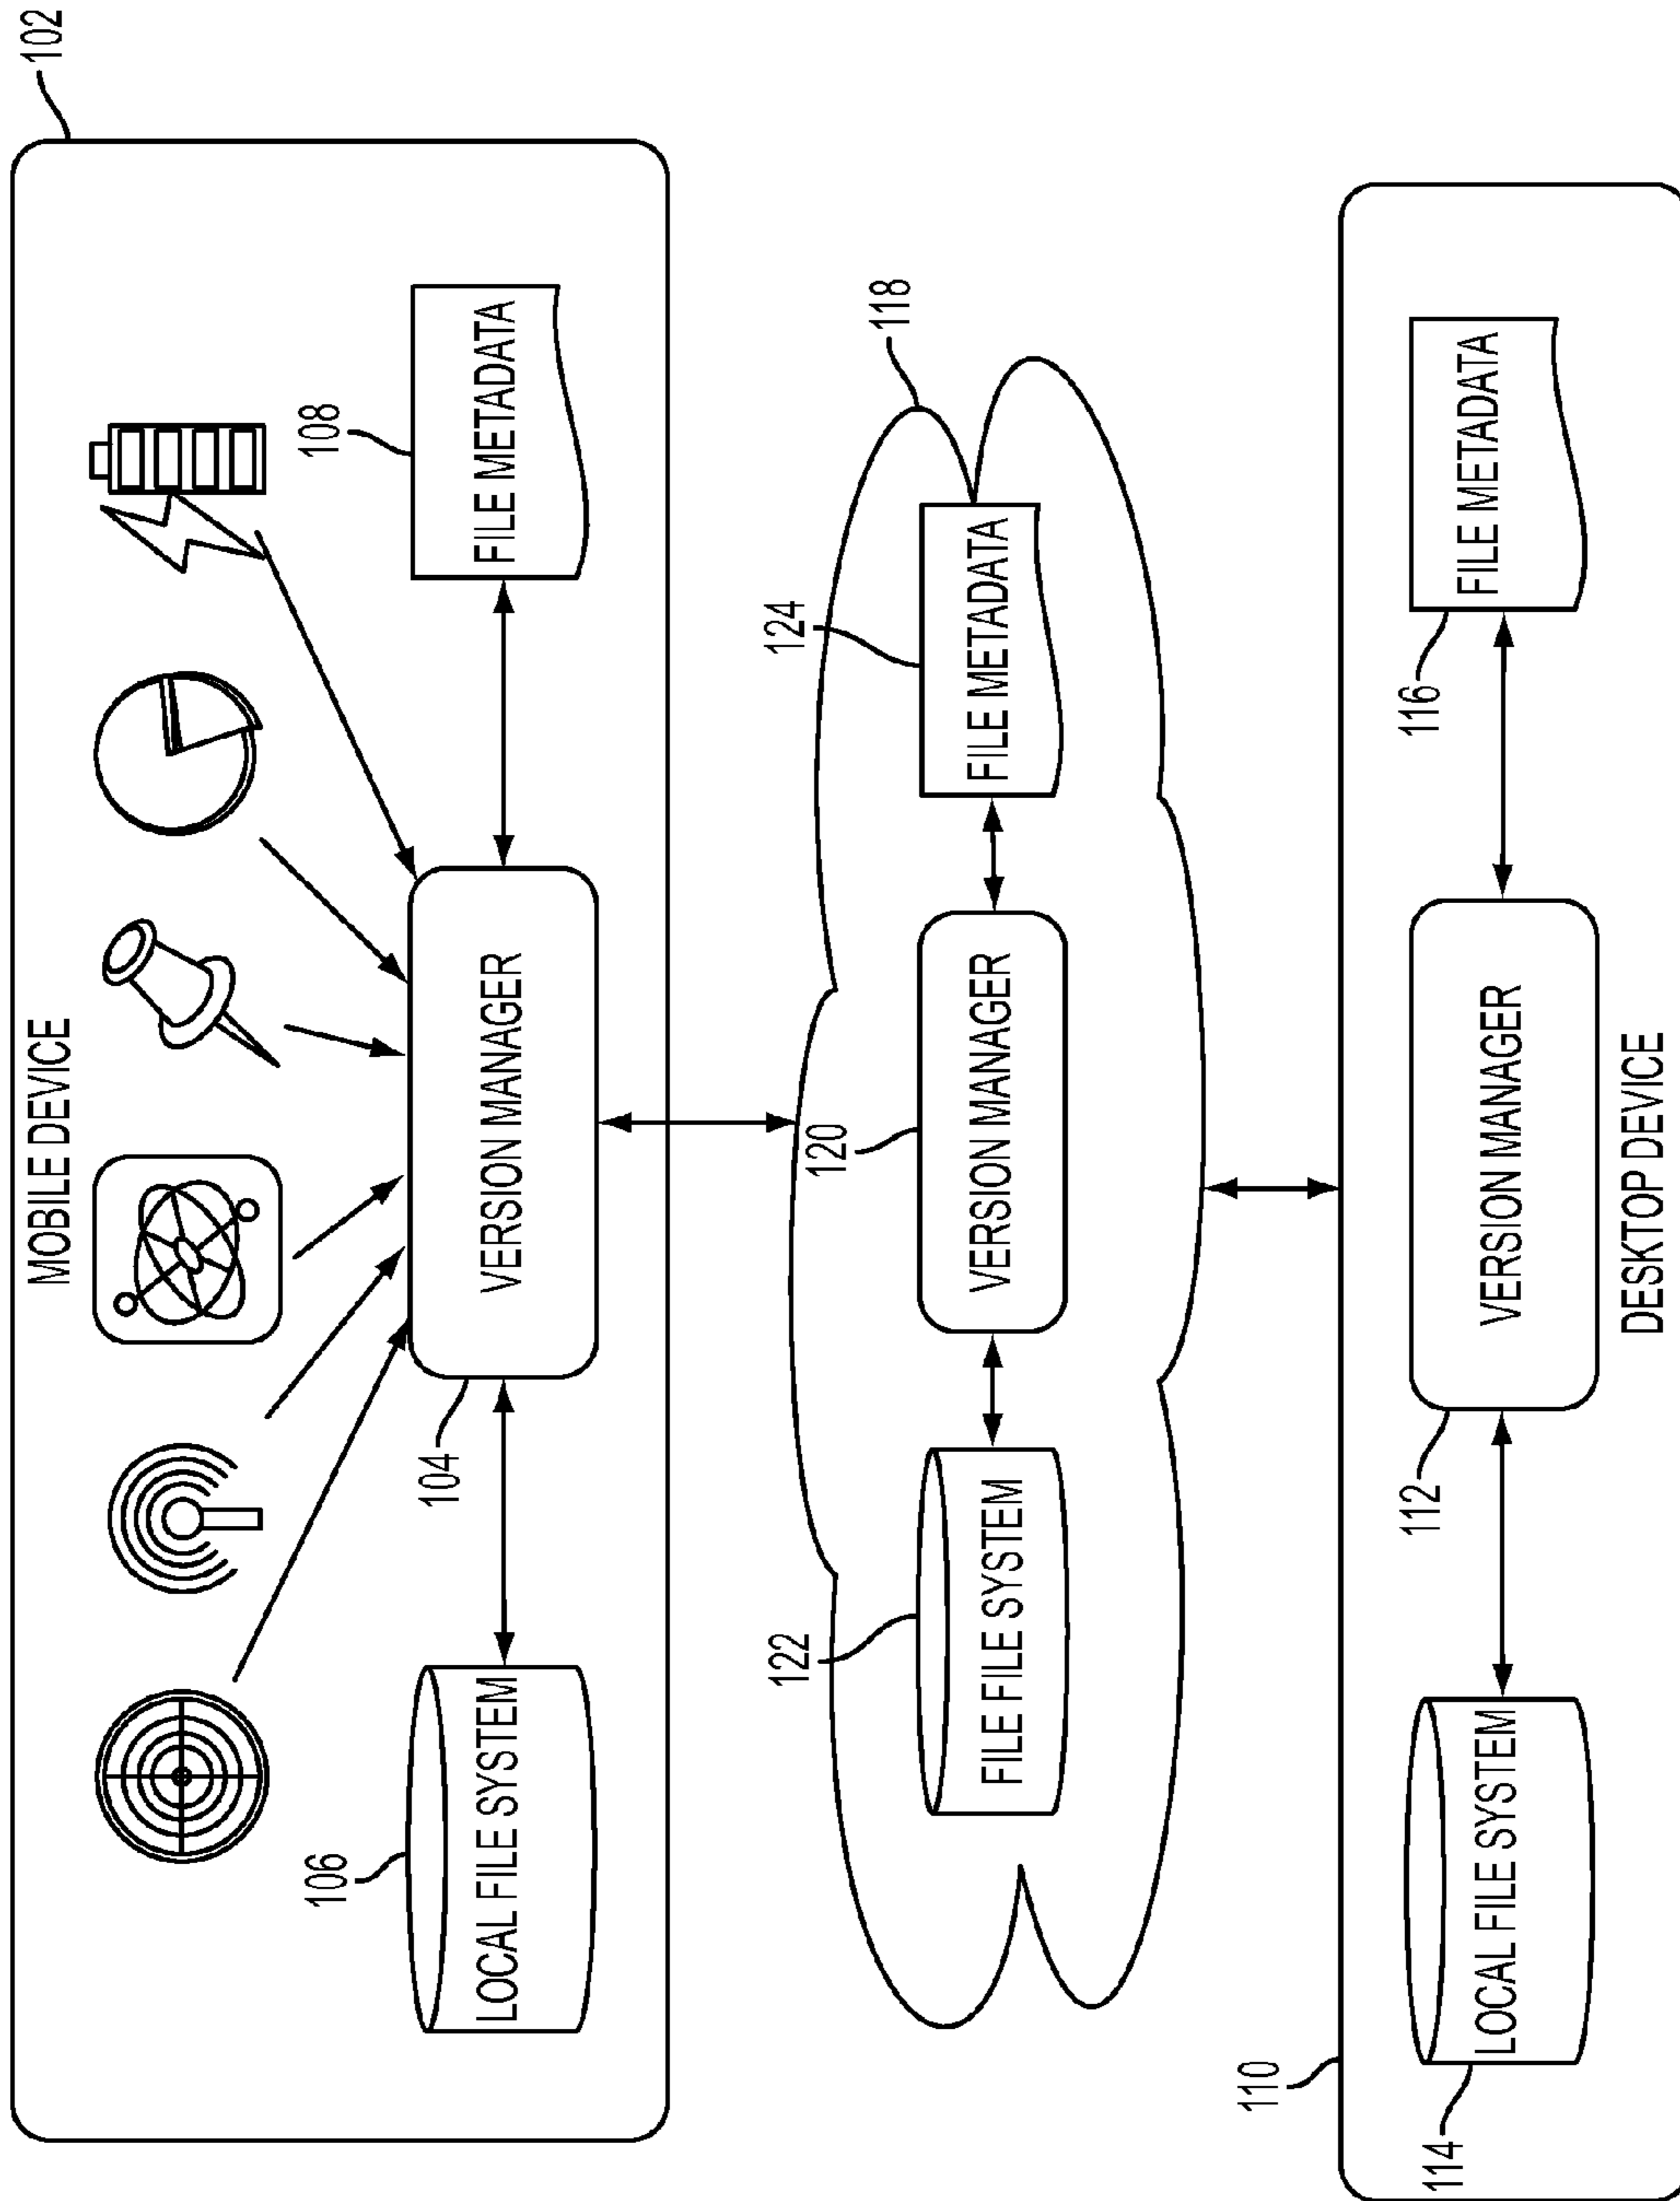 102
MOBILE DEVICE
106
104
108
LOCAL FILE SYSTEM
VERSION MANAGER
FILE METADATA
118
122
120
124
FILE FILE SYSTEM
VERSION MANAGER
FILE METADATA
110
114
112
116
LOCAL FILE SYSTEM
VERSION MANAGER
FILE METADATA
DESKTOP DEVICE